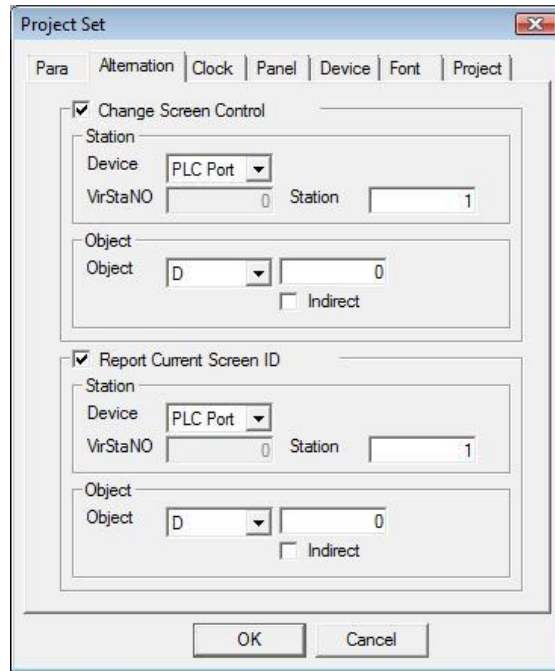 Project Set
Para Alternation Clock Panel Device Font Project
Change Screen Control
Station
Device PLC Port
VirStaNO 0 Station 1
Object
Object D 0
Indirect
Report Current Screen ID
Station
Device PLC Port
VirStaNO 0 Station 1
Object
Object D 0
Indirect
OK Cancel